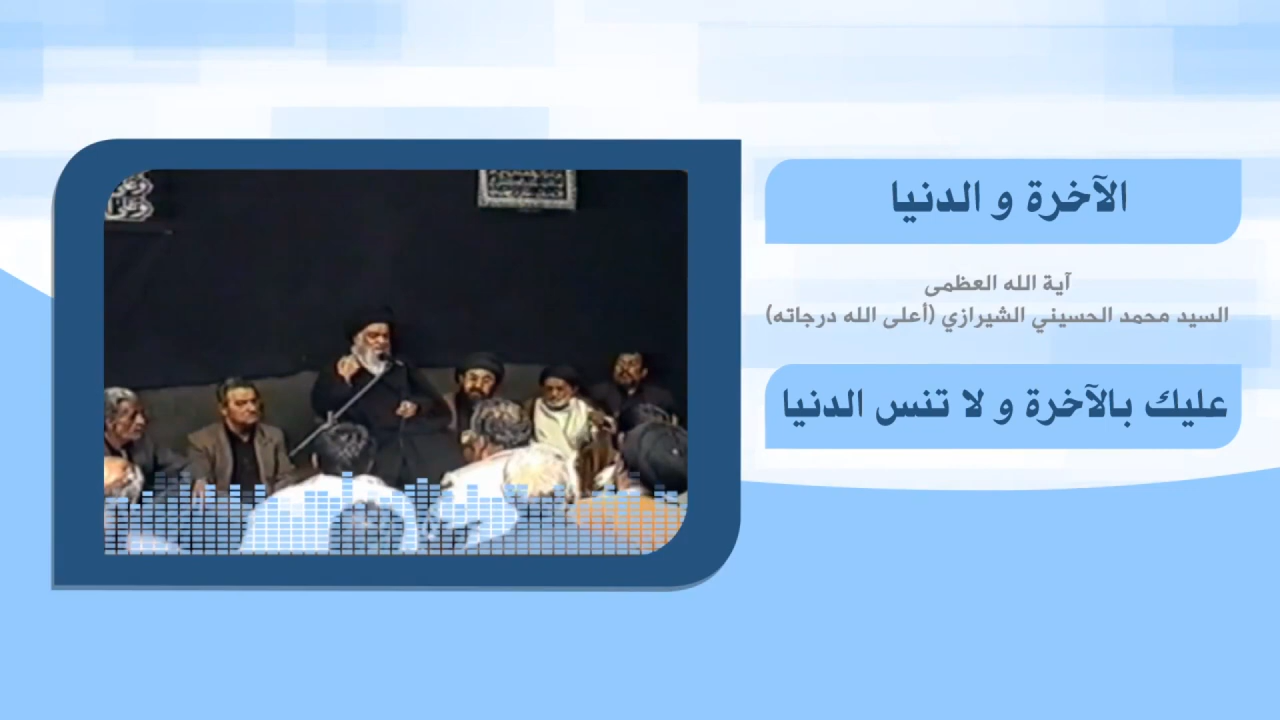 الآخرة و الدنيا
آية الله العظمى
السيد محمد الحسيني الشيرازي (أعلى الله درجاته)
عليك بالآخرة و لا تنس الدنيا